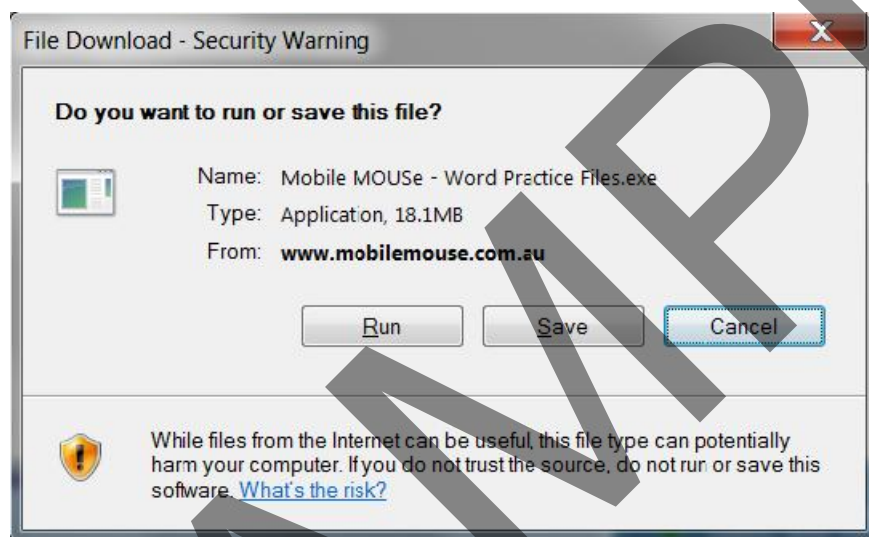 File Download - Security Warning
Do you want to run or save this file?
Name: Mobile MOUSe - Word Practice Files.exe
Type: Application, 18.1MB
From: www.mobilemouse.com.au
Run Save Cancel
While files from the Internet can be useful, this file type can potentially
harm your computer. If you do not trust the source, do not run or save this
software. What's the risk?